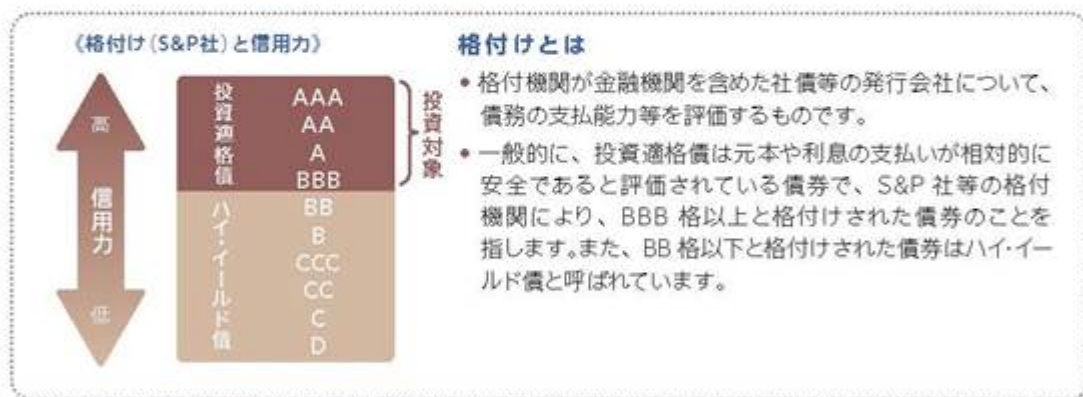 《格付け(S&P社)と信用力》
高
信用力
低
投資適格債
AAA
AA
A
BBB
投資対象
ハイ・イールド債
BB
B
CCC
CC
C
D
格付けとは
• 格付機関が金融機関を含めた社債等の発行会社について、
債務の支払能力等を評価するものです。
• 一般的に、投資適格債は元本や利息の支払いが相対的に
安全であると評価されている債券で、S&P 社等の格付
機関により、BBB 格以上と格付けされた債券のことを
指します。また、BB 格以下と格付けされた債券はハイ・イー
ルド債と呼ばれています。